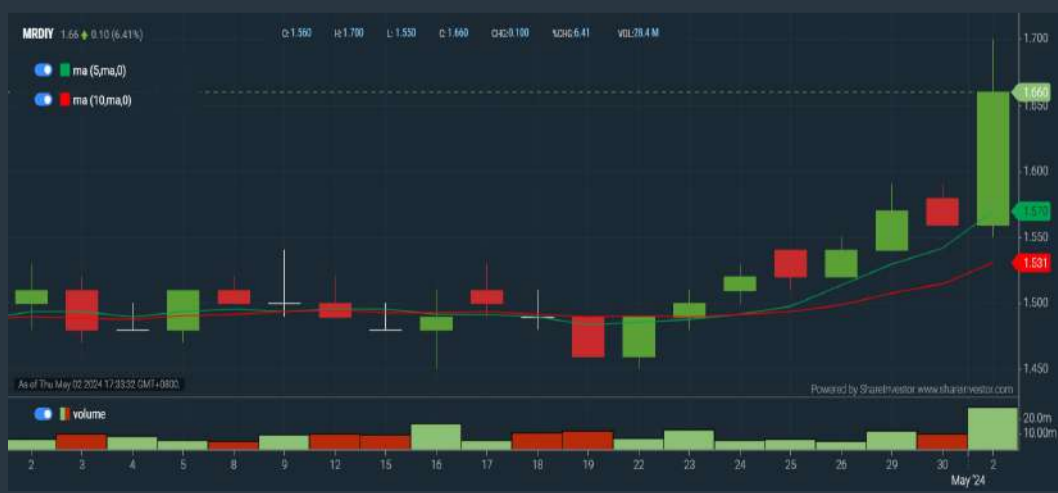 MRDIY 1.66 0.10 (6.41%) O: 1.560 H: 1.700 L: 1.550 C: 1.660 CHG:0.100 %CHG:6.41 VOL:28.4 M
ma (5,ma,0)
ma (10,ma,0)
1.700
1.660
1.650
1.600
1.570
1.550
1.531
1.500
1.450
As of Thu May 02 2024 17:33:32 GMT+0800.
Powered by ShareInvestor www.shareinvestor.com
volume
20.0m
10.00m
2 3 4 5 8 9 12 15 16 17 18 19 22 23 24 25 26 29 30 2
May '24